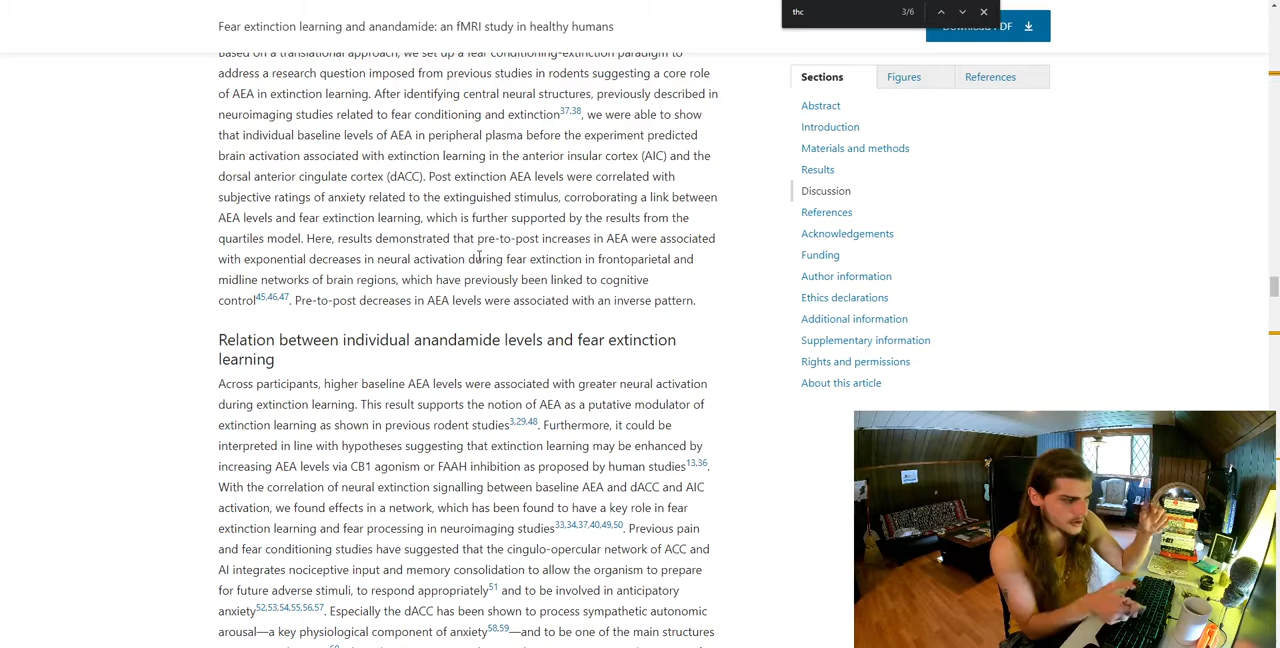 thc
3/6
Fear extinction learning and anandamide: an fMRI study in healthy humans
PDF
Based on a translational approach, we set up a fear conditioning-extinction paradigm to
address a research question imposed from previous studies in rodents suggesting a core role
of AEA in extinction learning. After identifying central neural structures, previously described in
neuroimaging studies related to fear conditioning and extinction37,38, we were able to show
that individual baseline levels of AEA in peripheral plasma before the experiment predicted
brain activation associated with extinction learning in the anterior insular cortex (AIC) and the
dorsal anterior cingulate cortex (dACC). Post extinction AEA levels were correlated with
subjective ratings of anxiety related to the extinguished stimulus, corroborating a link between
AEA levels and fear extinction learning, which is further supported by the results from the
quartiles model. Here, results demonstrated that pre-to-post increases in AEA were associated
with exponential decreases in neural activation during fear extinction in frontoparietal and
midline networks of brain regions, which have previously been linked to cognitive
control45,46,47. Pre-to-post decreases in AEA levels were associated with an inverse pattern.
Relation between individual anandamide levels and fear extinction
learning
Across participants, higher baseline AEA levels were associated with greater neural activation
during extinction learning. This result supports the notion of AEA as a putative modulator of
extinction learning as shown in previous rodent studies3,29,48. Furthermore, it could be
interpreted in line with hypotheses suggesting that extinction learning may be enhanced by
increasing AEA levels via CB1 agonism or FAAH inhibition as proposed by human studies13,36.
With the correlation of neural extinction signalling between baseline AEA and dACC and AIC
activation, we found effects in a network, which has been found to have a key role in fear
extinction learning and fear processing in neuroimaging studies33,34,37,40,49,50. Previous pain
and fear conditioning studies have suggested that the cingulo-opercular network of ACC and
AI integrates nociceptive input and memory consolidation to allow the organism to prepare
for future adverse stimuli, to respond appropriately51 and to be involved in anticipatory
anxiety52,53,54,55,56,57. Especially the dACC has been shown to process sympathetic autonomic
arousal—a key physiological component of anxiety58,59—and to be one of the main structures
Sections
Figures
References
Abstract
Introduction
Materials and methods
Results
Discussion
References
Acknowledgements
Funding
Author information
Ethics declarations
Additional information
Supplementary information
Rights and permissions
About this article